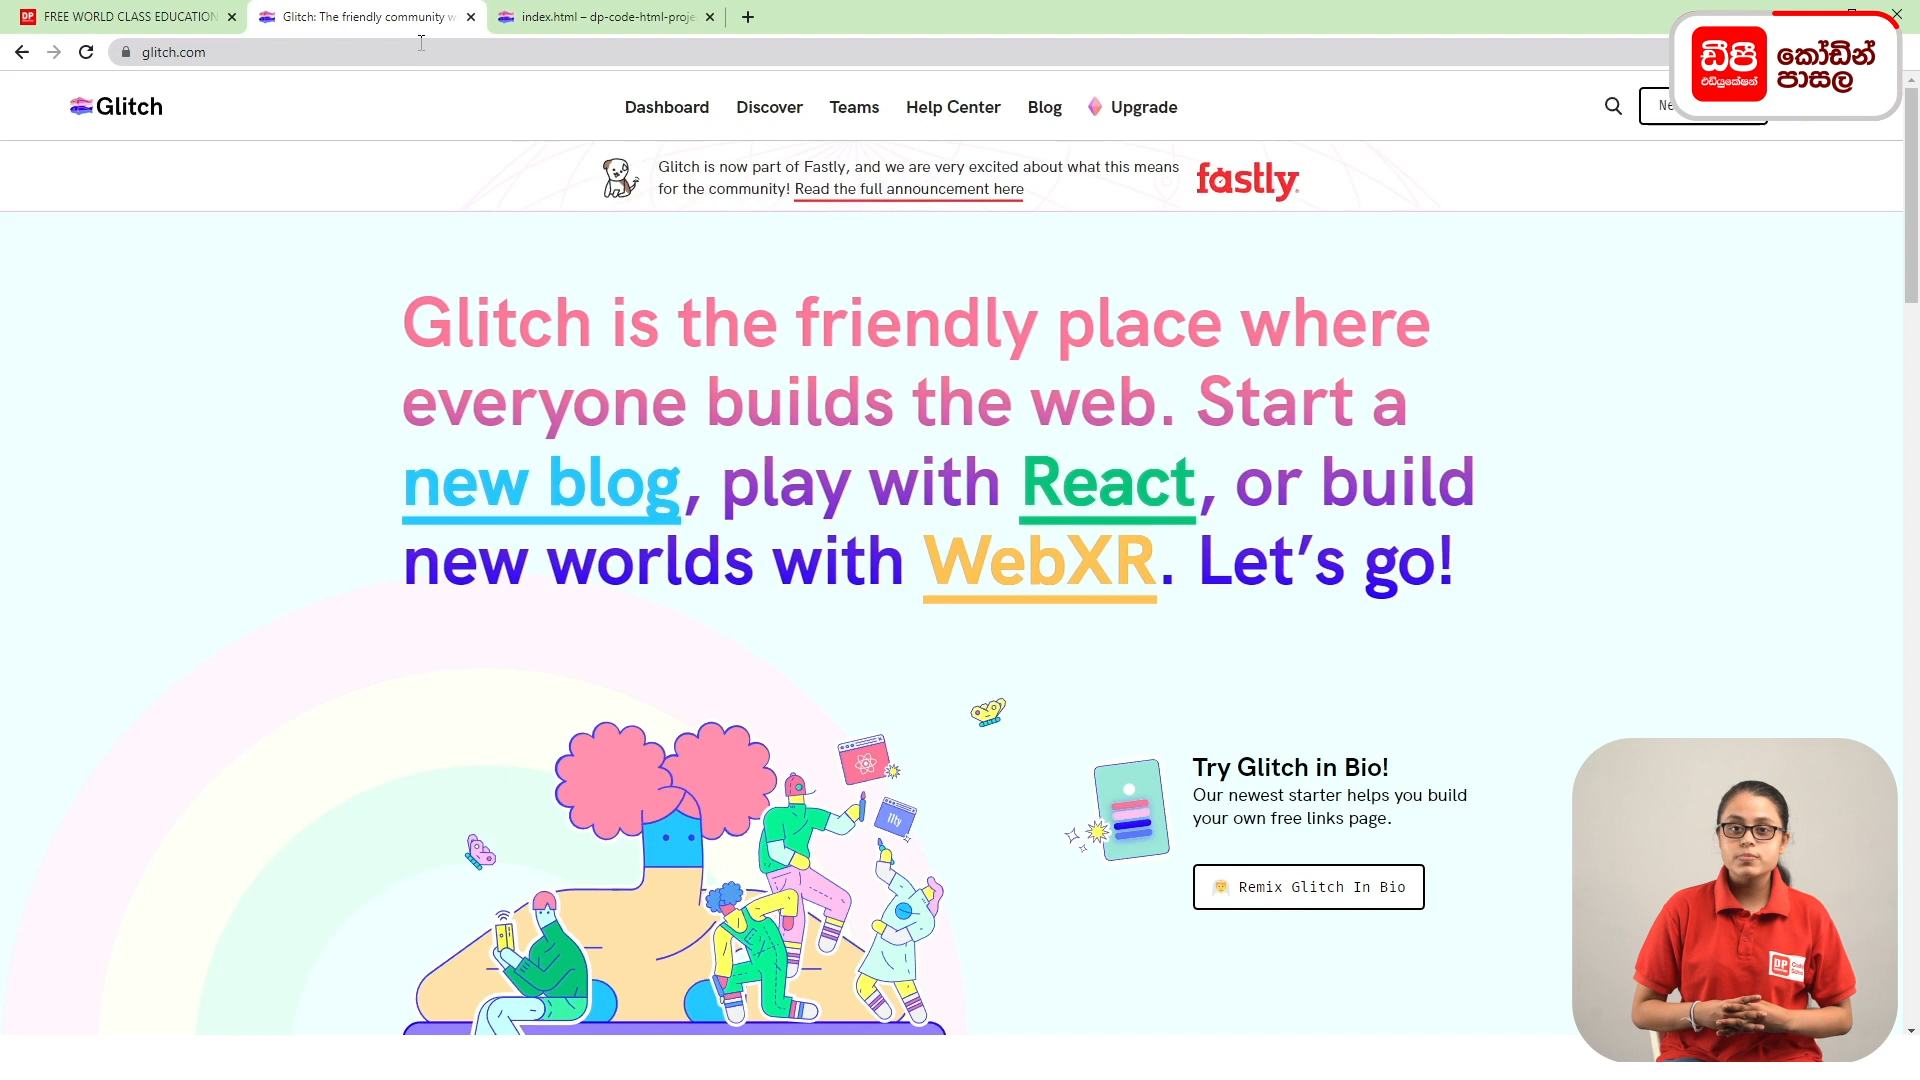 FREE WORLD CLASS EDUCATION
Glitch: The friendly community w
index.html – dp-code-html-proje
glitch.com
Glitch
Dashboard
Discover
Teams
Help Center
Blog
Upgrade
ඩීපී
එඩියුකේෂන්
කෝඩින්
පාසල
Glitch is now part of Fastly, and we are very excited about what this means
for the community! Read the full announcement here
fastly
Glitch is the friendly place where
everyone builds the web. Start a
new blog, play with React, or build
new worlds with WebXR. Let’s go!
11ty
Try Glitch in Bio!
Our newest starter helps you build
your own free links page.
Remix Glitch In Bio
DP